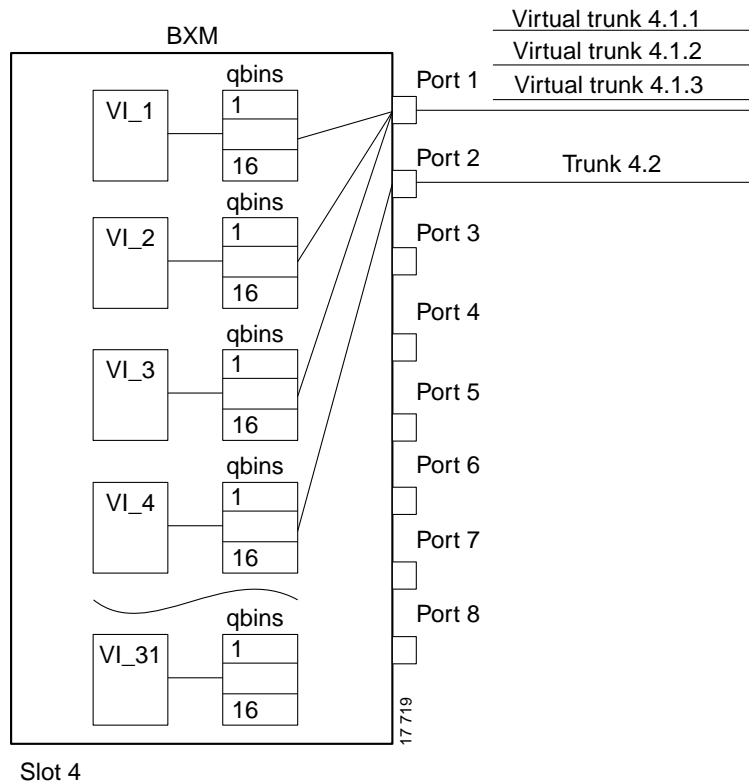 BXM
Virtual trunk 4.1.1
Virtual trunk 4.1.2
Virtual trunk 4.1.3
Port 1
qbins
VI_1
1
16
Port 2
Trunk 4.2
qbins
VI_2
1
16
Port 3
Port 4
qbins
VI_3
1
16
Port 5
Port 6
qbins
VI_4
1
16
Port 7
Port 8
qbins
VI_31
1
16
17 719
Slot 4